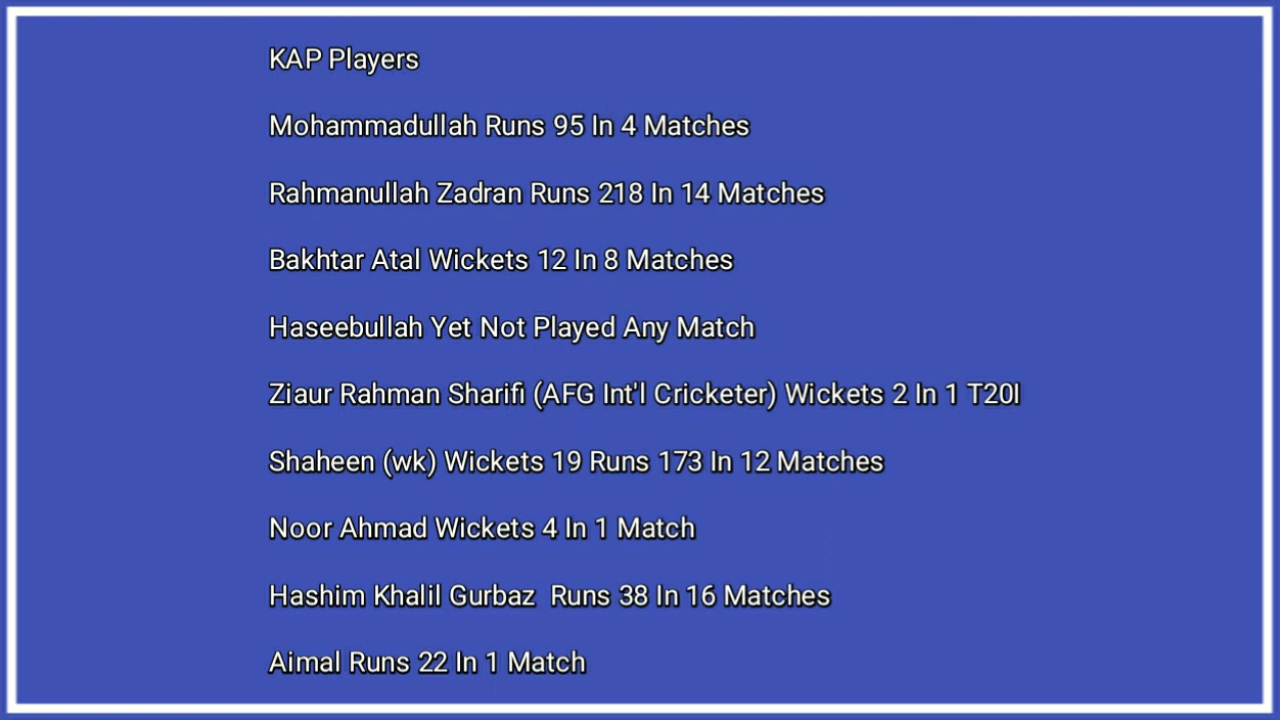 KAP Players
Mohammadullah Runs 95 In 4 Matches
Rahmanullah Zadran Runs 218 In 14 Matches
Bakhtar Atal Wickets 12 In 8 Matches
Haseebullah Yet Not Played Any Match
Ziaur Rahman Sharifi (AFG Int'l Cricketer) Wickets 2 In 1 T20I
Shaheen (wk) Wickets 19 Runs 173 In 12 Matches
Noor Ahmad Wickets 4 In 1 Match
Hashim Khalil Gurbaz  Runs 38 In 16 Matches
Aimal Runs 22 In 1 Match